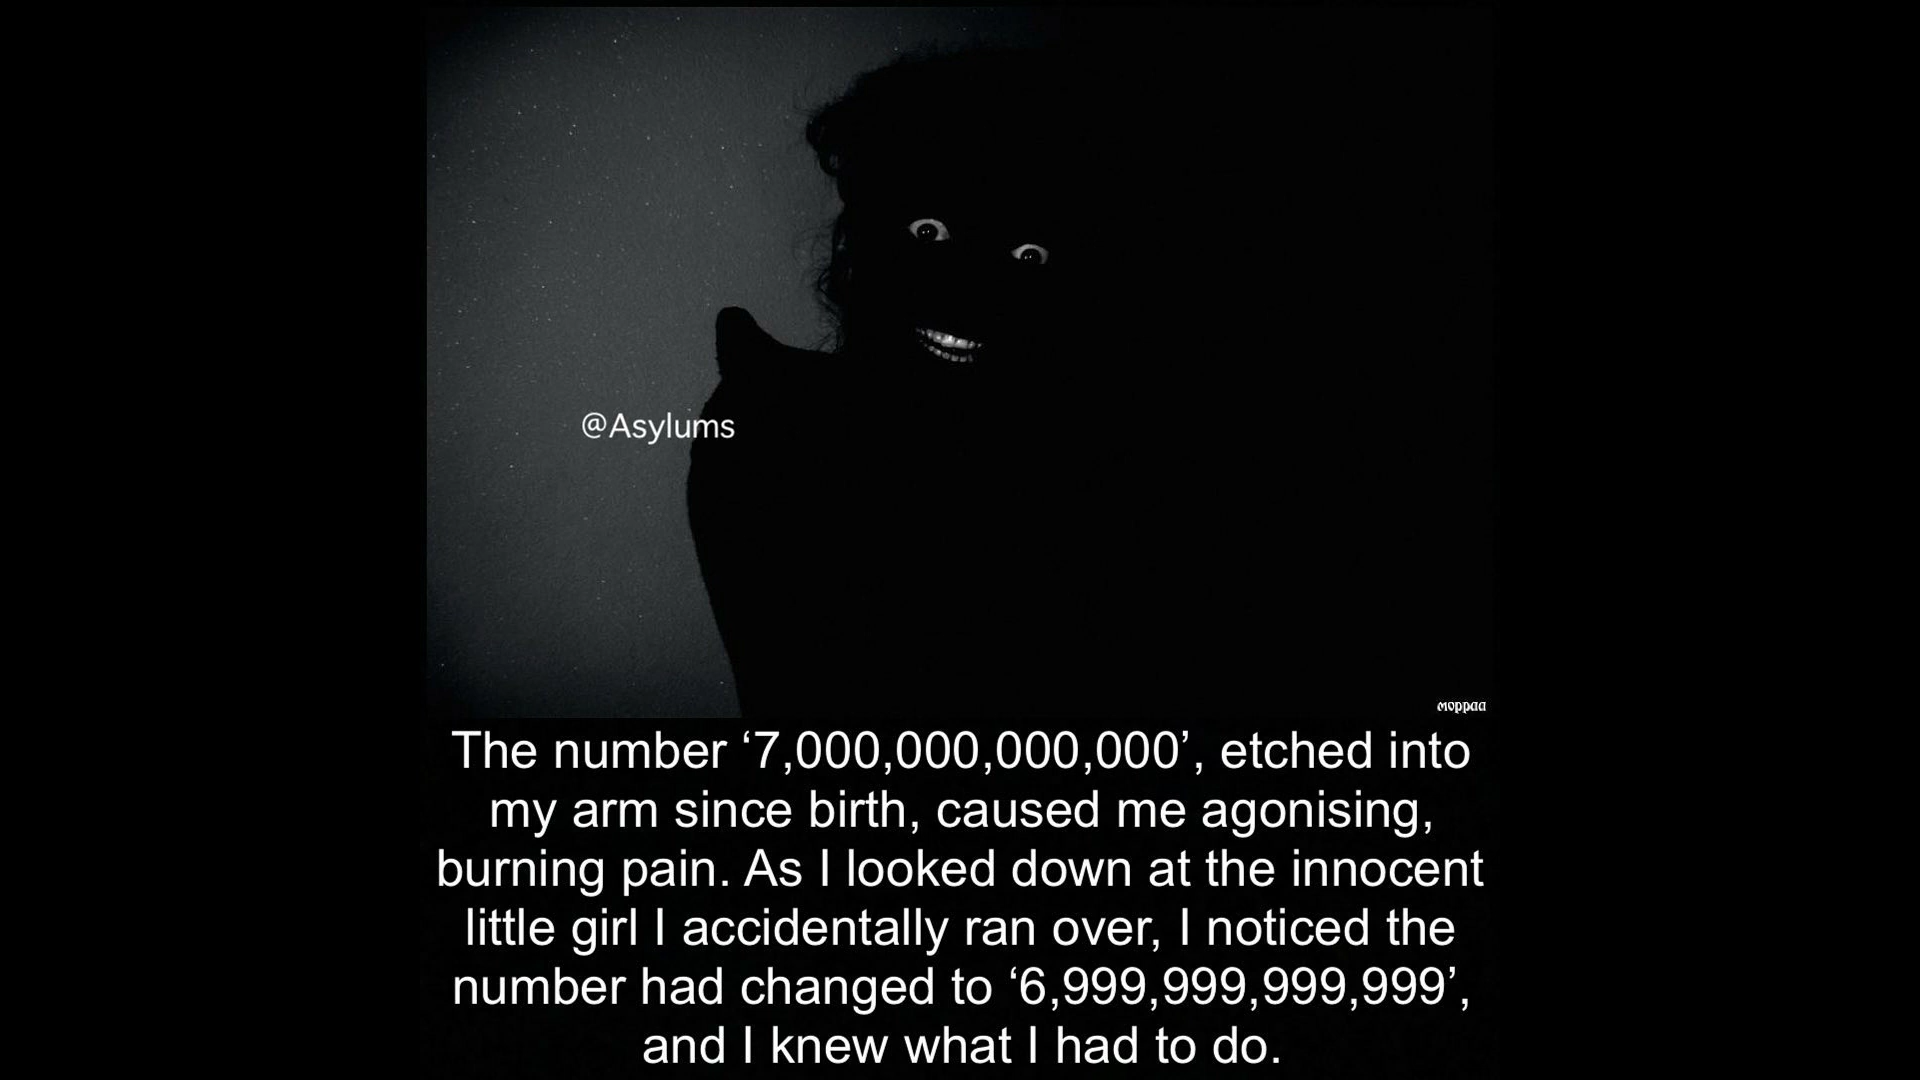 @Asylums
moppaa
The number ‘7,000,000,000,000’, etched into
my arm since birth, caused me agonising,
burning pain. As I looked down at the innocent
little girl I accidentally ran over, I noticed the
number had changed to ‘6,999,999,999,999’,
and I knew what I had to do.